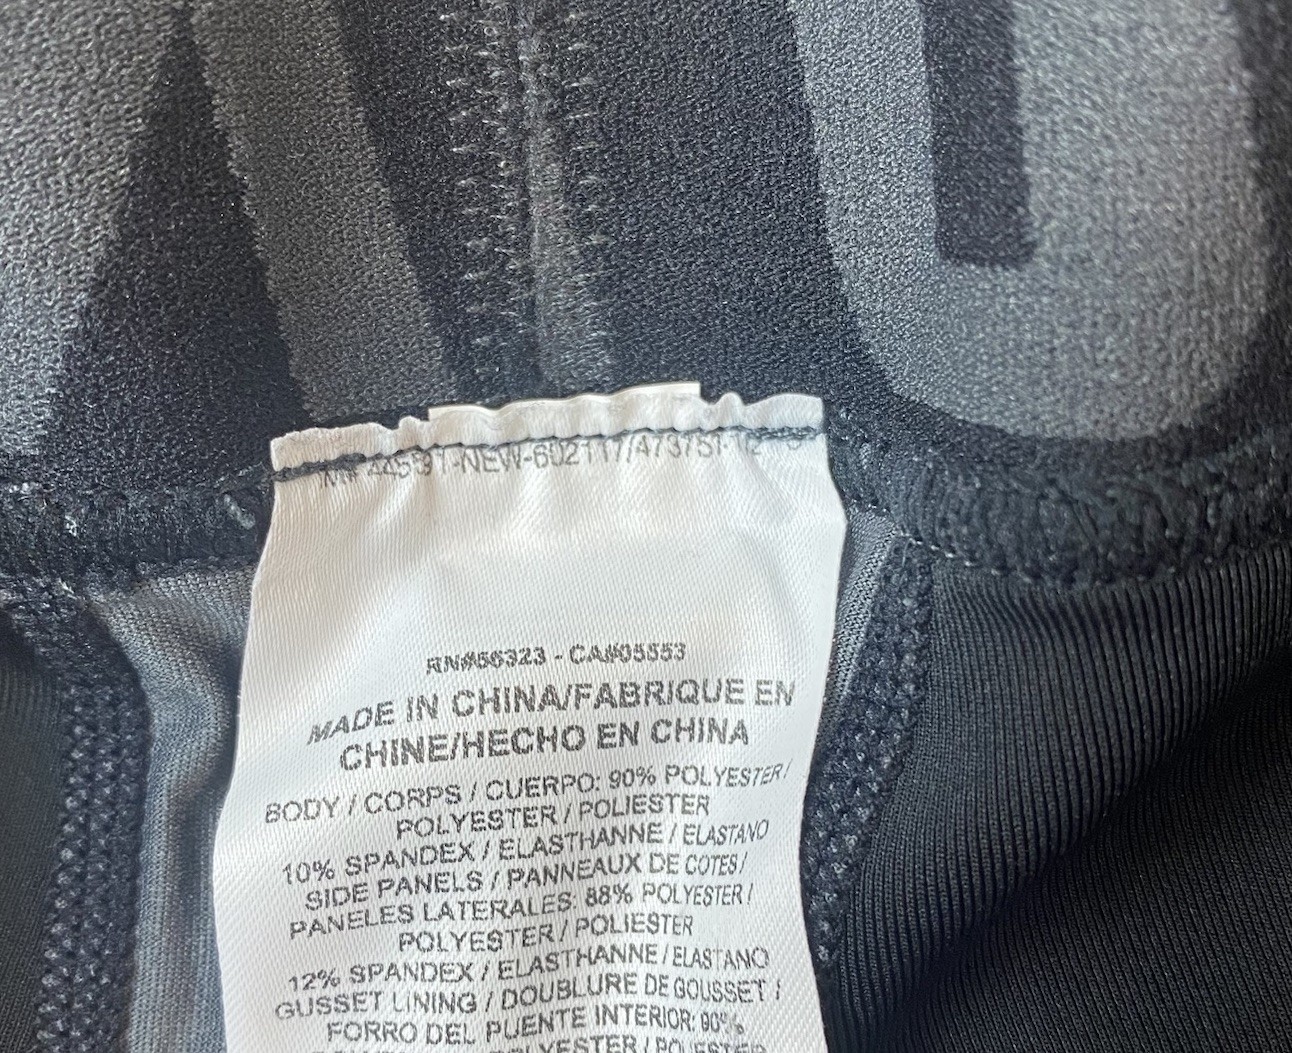 RN#56323 - CA#05553
MADE IN CHINA/FABRIQUE EN
CHINE/HECHO EN CHINA
BODY / CORPS / CUERPO: 90% POLYESTER/
POLYESTER / POLIESTER
10% SPANDEX / ELASTHANNE / ELASTANO
SIDE PANELS / PANNEAUX DE COTES/
PANELES LATERALES: 88% POLYESTER/
POLYESTER / POLIESTER
12% SPANDEX / ELASTHANNE / ELASTANO
GUSSET LINING / DOUBLURE DE GOUSSET /
FORRO DEL PUENTE INTERIOR: 90%
POLYESTER / POLIESTER